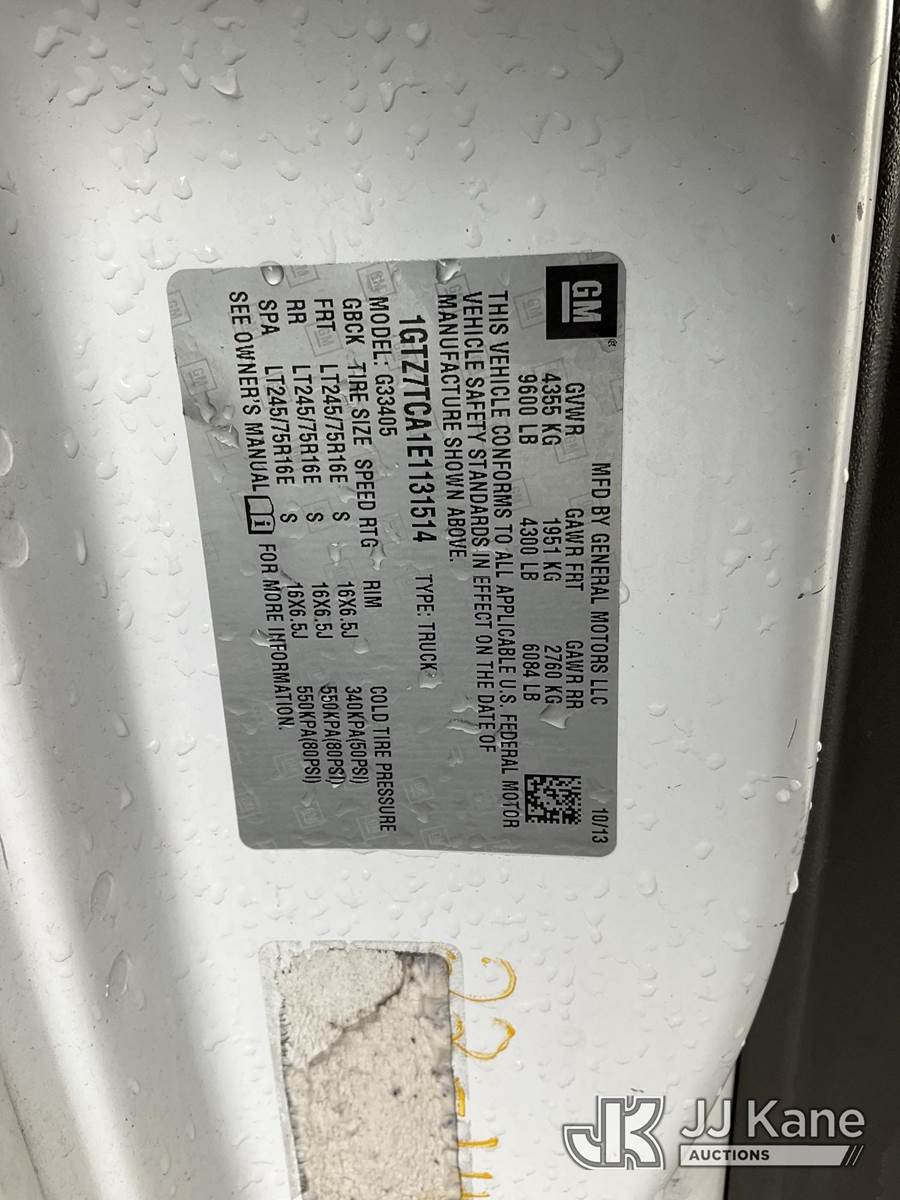 GM ®
MFD BY GENERAL MOTORS LLC 10/13
GVWR GAWR FRT GAWR RR
4355 KG 1951 KG 2760 KG
9600 LB 4300 LB 6084 LB
THIS VEHICLE CONFORMS TO ALL APPLICABLE U.S. FEDERAL MOTOR
VEHICLE SAFETY STANDARDS IN EFFECT ON THE DATE OF
MANUFACTURE SHOWN ABOVE.
1GTZ7TCA1E1131514 TYPE: TRUCK
MODEL: G33405
GBCK TIRE SIZE SPEED RTG RIM COLD TIRE PRESSURE
FRT LT245/75R16E S 16X6.5J 340KPA(50PSI)
RR LT245/75R16E S 16X6.5J 550KPA(80PSI)
SPA LT245/75R16E S 16X6.5J 550KPA(80PSI)
SEE OWNER'S MANUAL FOR MORE INFORMATION.
22-14
JK JJ Kane
AUCTIONS